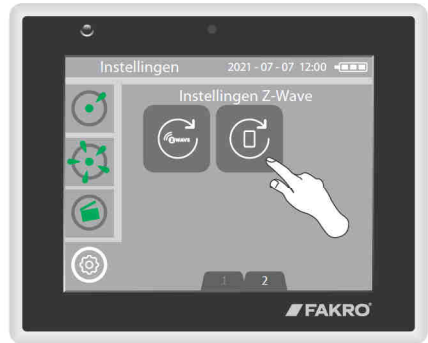 Instellingen 2021 - 07 - 07 12:00
Instellingen Z-Wave
WAVE
1 2
FAKRO